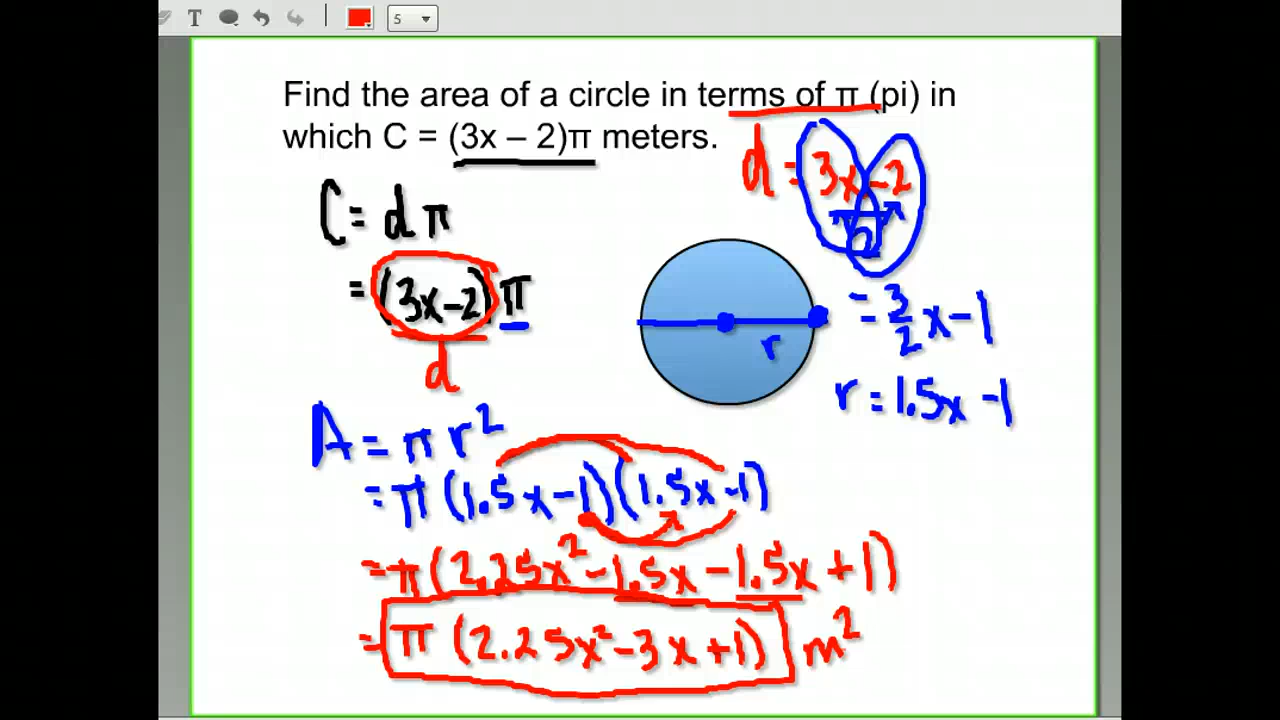 T 5
Find the area of a circle in terms of π (pi) in
which C = (3x – 2)π meters.
d = 3x - 2
2
C = d π
= (3x-2) π
d
r
= 3/2 x - 1
r = 1.5x - 1
A = π r²
= π (1.5x - 1)(1.5x - 1)
= π (2.25x² - 1.5x - 1.5x + 1)
= π (2.25x² - 3x + 1) m²